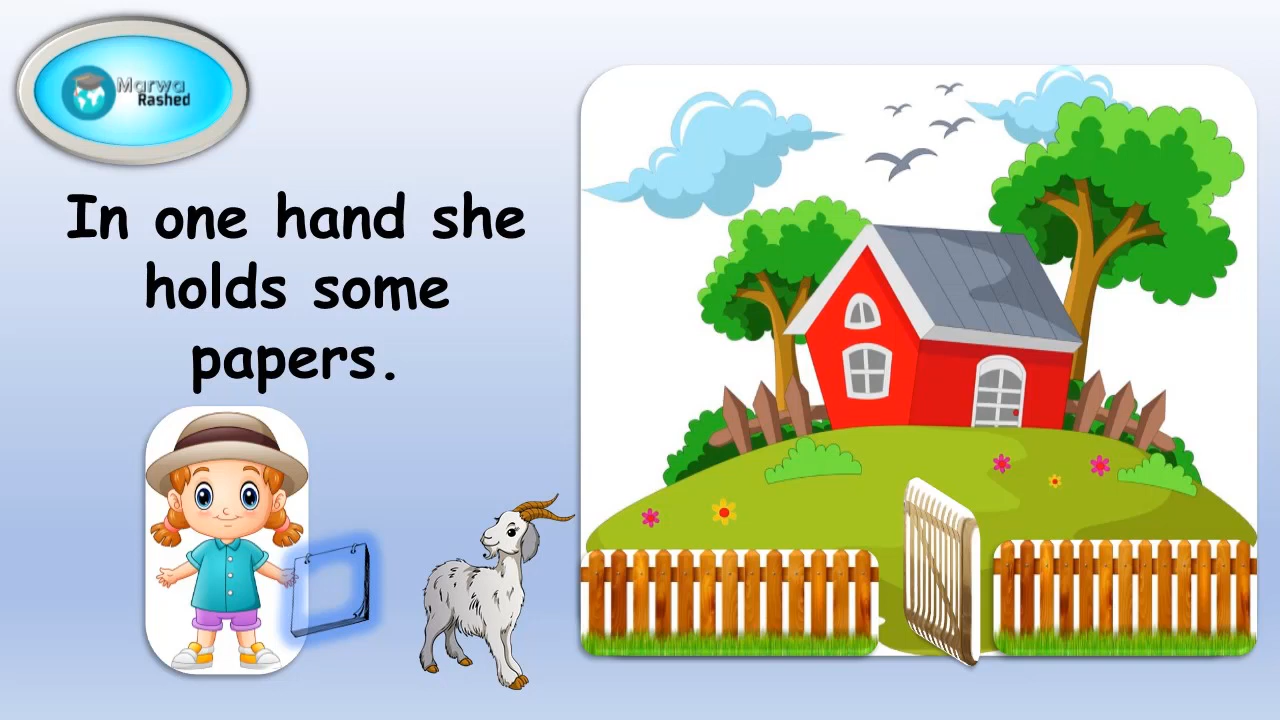 Marwa
Rashed
In one hand she
holds some
papers.